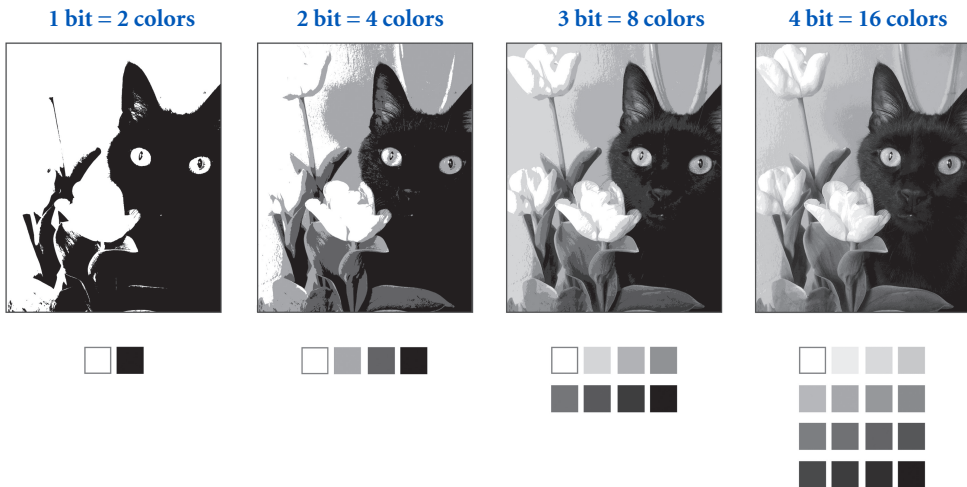 1 bit = 2 colors
2 bit = 4 colors
3 bit = 8 colors
4 bit = 16 colors